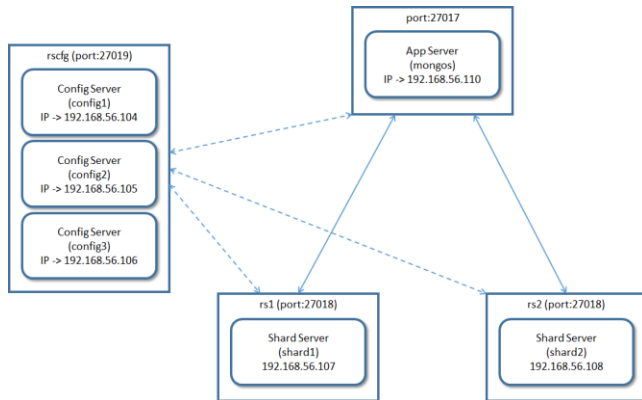 rscfg (port:27019)
Config Server
(config1)
IP -> 192.168.56.104
Config Server
(config2)
IP -> 192.168.56.105
Config Server
(config3)
IP -> 192.168.56.106
port:27017
App Server
(mongos)
IP -> 192.168.56.110
rs1 (port:27018)
Shard Server
(shard1)
192.168.56.107
rs2 (port:27018)
Shard Server
(shard2)
192.168.56.108